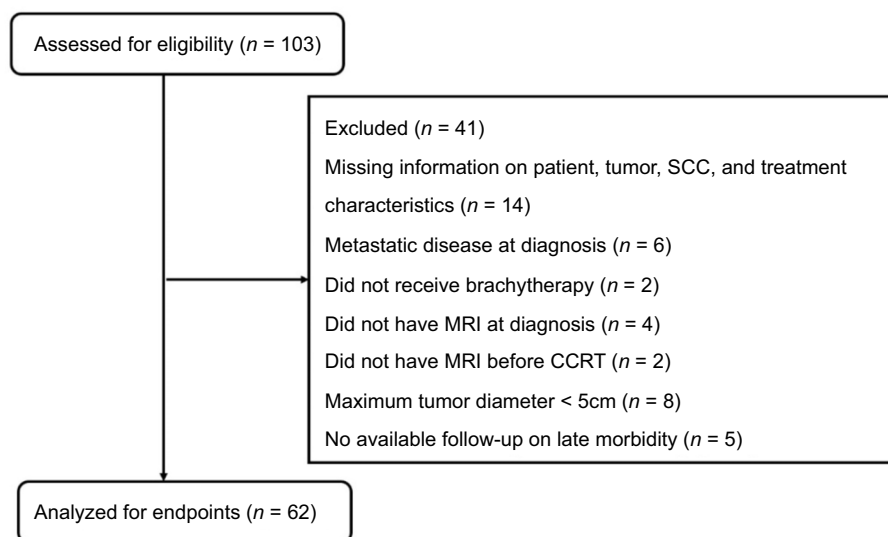 Assessed for eligibility (n = 103)
Excluded (n = 41)
Missing information on patient, tumor, SCC, and treatment
characteristics (n = 14)
Metastatic disease at diagnosis (n = 6)
Did not receive brachytherapy (n = 2)
Did not have MRI at diagnosis (n = 4)
Did not have MRI before CCRT (n = 2)
Maximum tumor diameter < 5cm (n = 8)
No available follow-up on late morbidity (n = 5)
Analyzed for endpoints (n = 62)